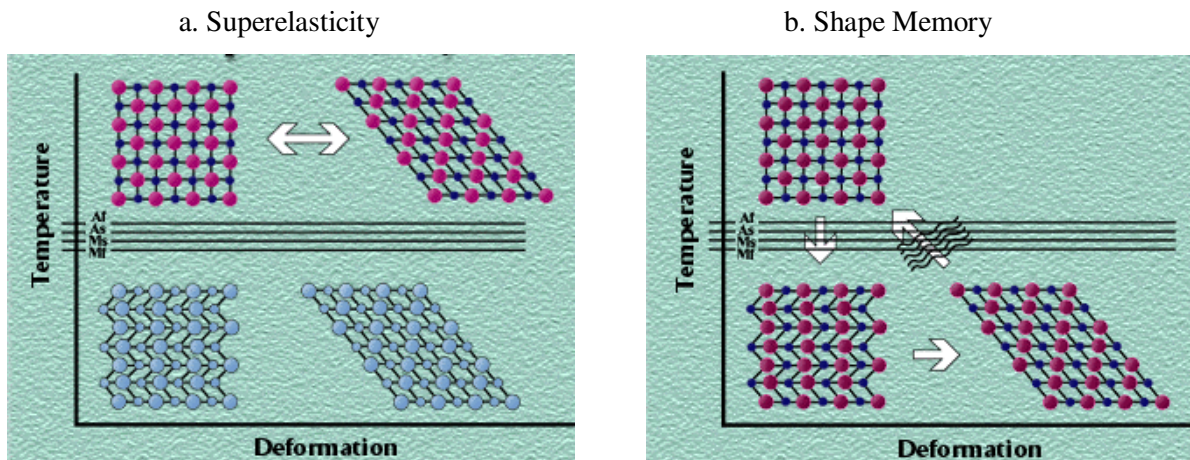 a. Superelasticity
b. Shape Memory
Temperature
Af
As
Ms
Mf
Deformation
Temperature
Af
As
Ms
Mf
Deformation